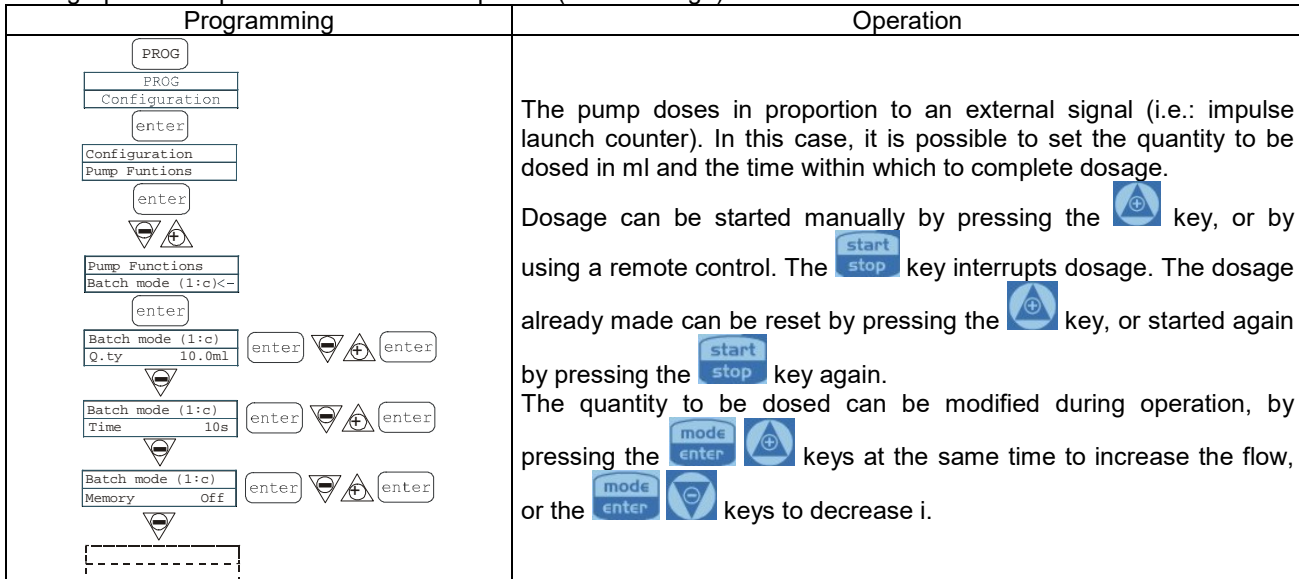 Programming
Operation
PROG
PROG
Configuration
enter
Configuration
Pump Funtions
enter
Pump Functions
Batch mode (1:c)<-
enter
Batch mode (1:c)
Q.ty 10.0ml
enter enter
Batch mode (1:c)
Time 10s
enter enter
Batch mode (1:c)
Memory Off
enter enter
The pump doses in proportion to an external signal (i.e.: impulse
launch counter). In this case, it is possible to set the quantity to be
dosed in ml and the time within which to complete dosage.
Dosage can be started manually by pressing the key, or by
using a remote control. The start stop key interrupts dosage. The dosage
already made can be reset by pressing the key, or started again
by pressing the start stop key again.
The quantity to be dosed can be modified during operation, by
pressing the mode enter keys at the same time to increase the flow,
or the mode enter keys to decrease i.